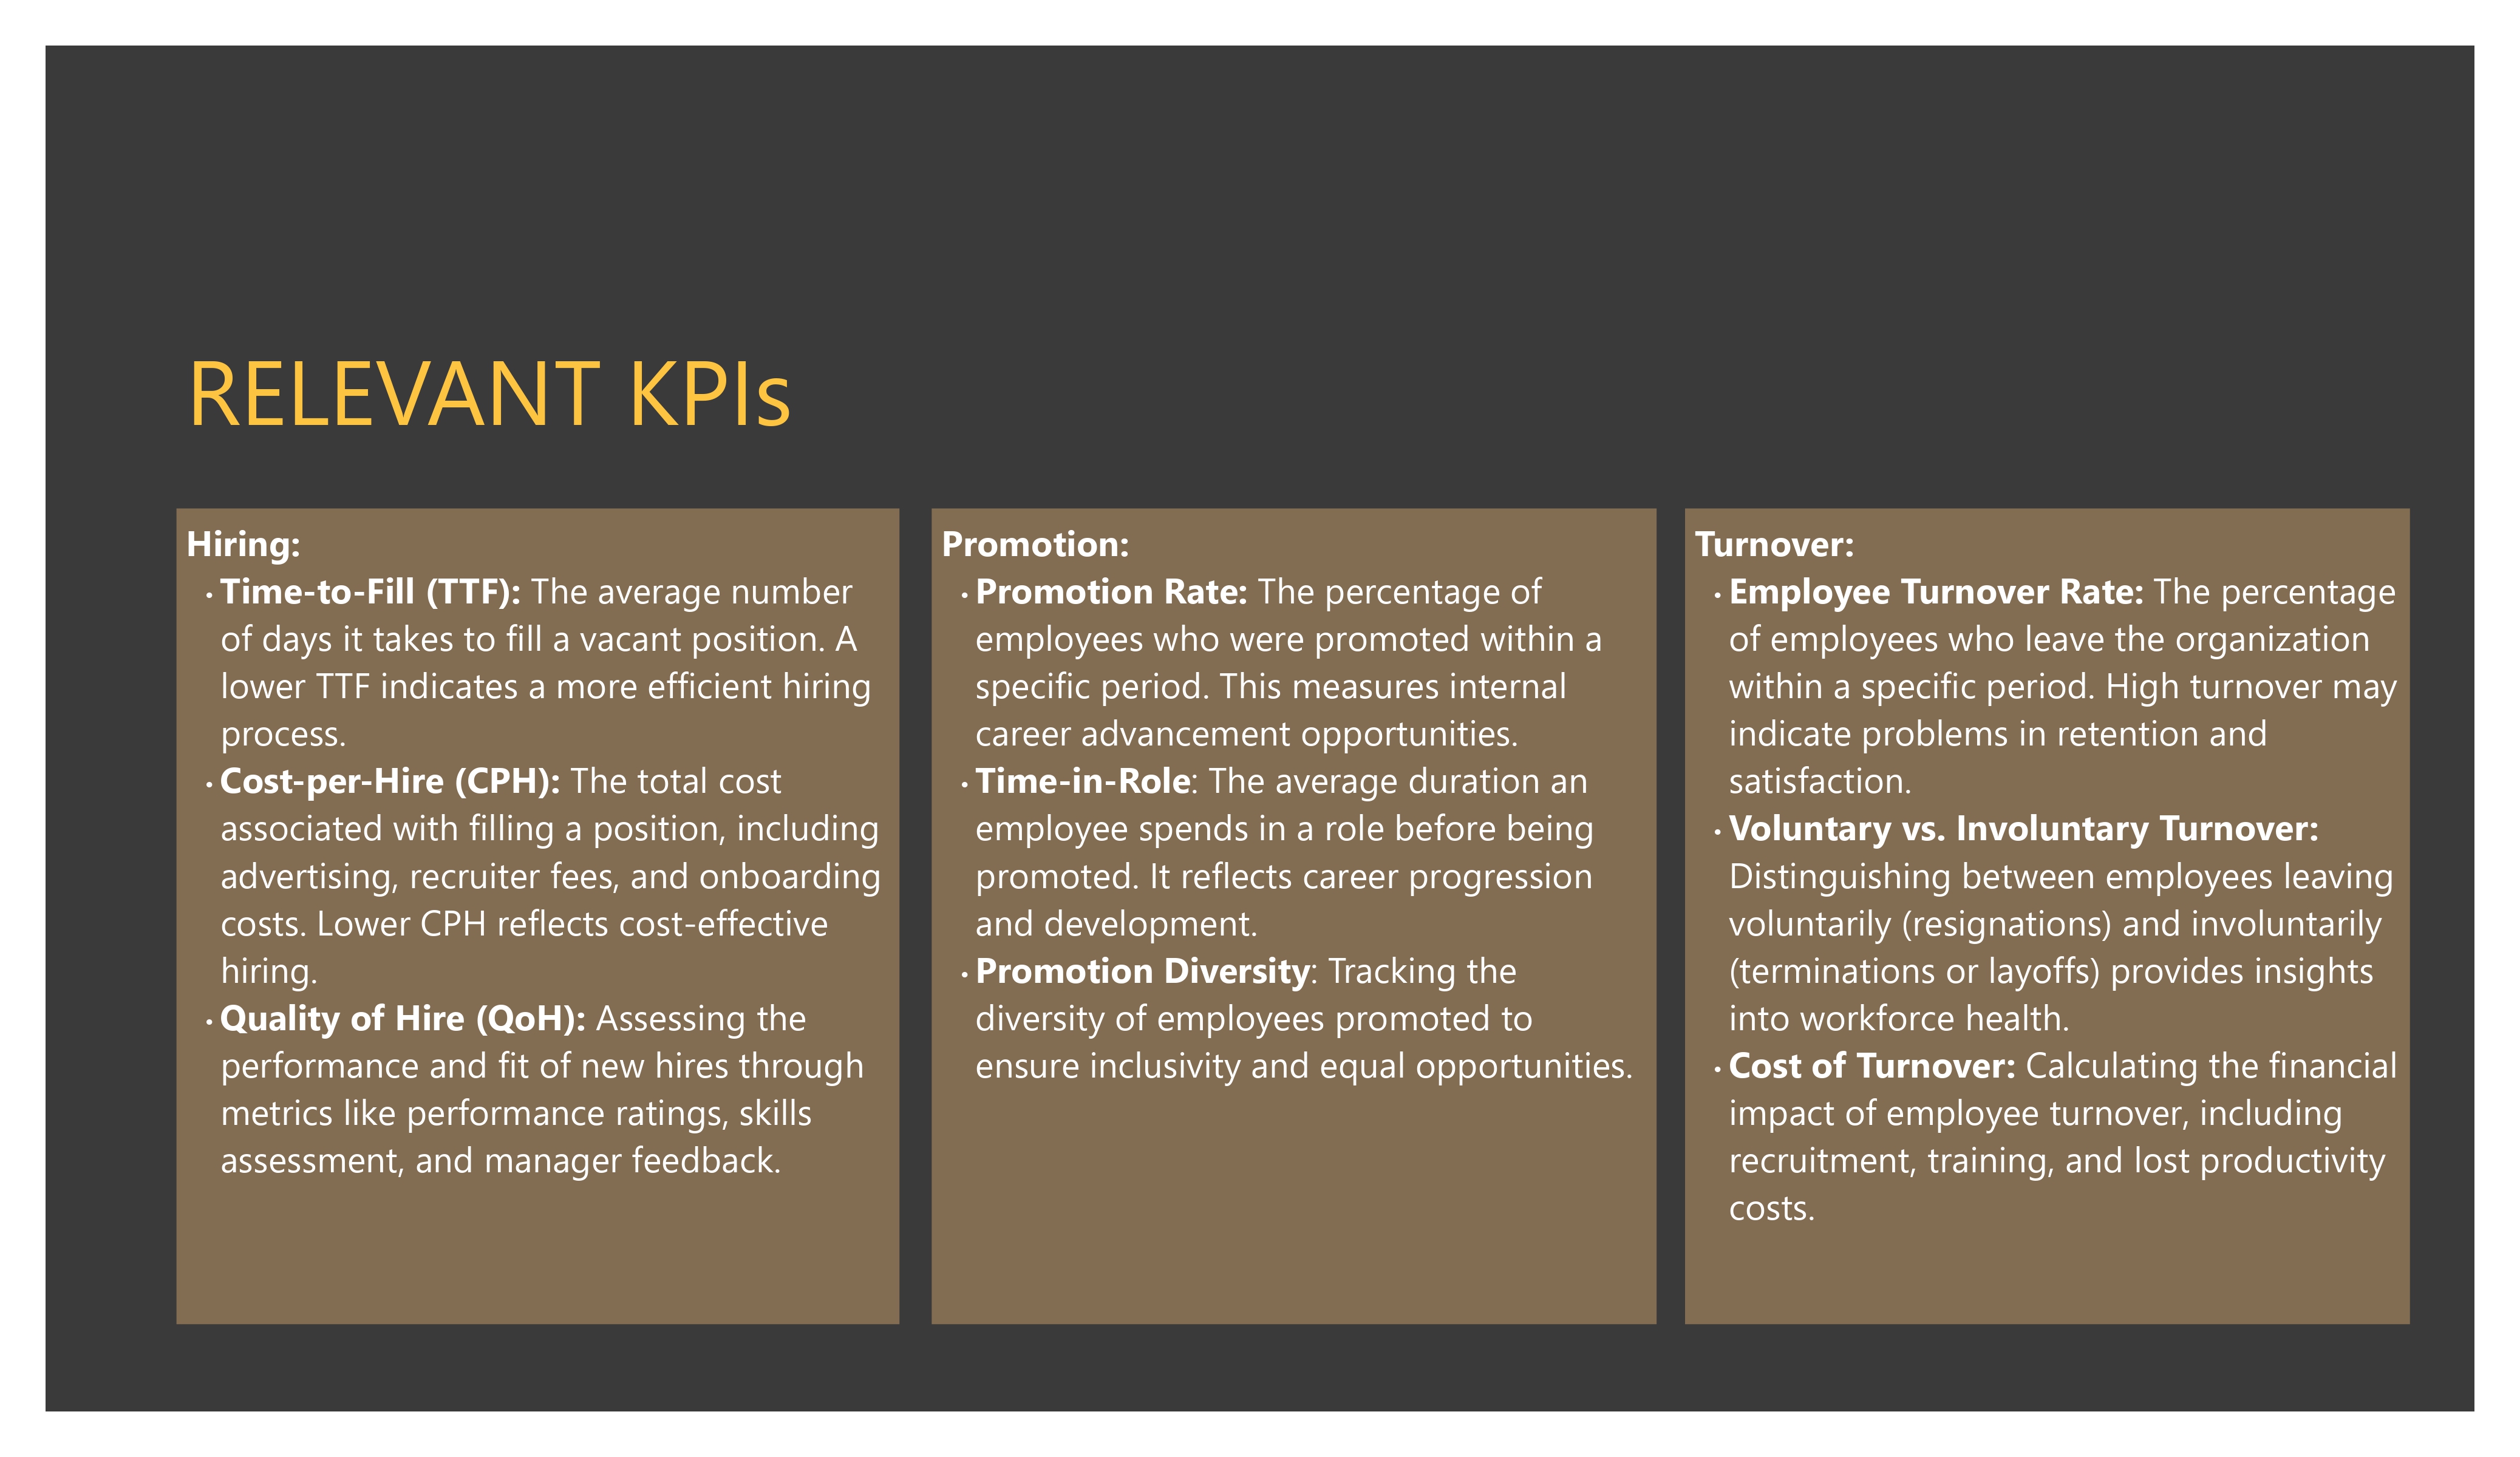 RELEVANT KPIs
Hiring:
• Time-to-Fill (TTF): The average number
of days it takes to fill a vacant position. A
lower TTF indicates a more efficient hiring
process.
• Cost-per-Hire (CPH): The total cost
associated with filling a position, including
advertising, recruiter fees, and onboarding
costs. Lower CPH reflects cost-effective
hiring.
• Quality of Hire (QoH): Assessing the
performance and fit of new hires through
metrics like performance ratings, skills
assessment, and manager feedback.
Promotion:
• Promotion Rate: The percentage of
employees who were promoted within a
specific period. This measures internal
career advancement opportunities.
• Time-in-Role: The average duration an
employee spends in a role before being
promoted. It reflects career progression
and development.
• Promotion Diversity: Tracking the
diversity of employees promoted to
ensure inclusivity and equal opportunities.
Turnover:
• Employee Turnover Rate: The percentage
of employees who leave the organization
within a specific period. High turnover may
indicate problems in retention and
satisfaction.
• Voluntary vs. Involuntary Turnover:
Distinguishing between employees leaving
voluntarily (resignations) and involuntarily
(terminations or layoffs) provides insights
into workforce health.
• Cost of Turnover: Calculating the financial
impact of employee turnover, including
recruitment, training, and lost productivity
costs.